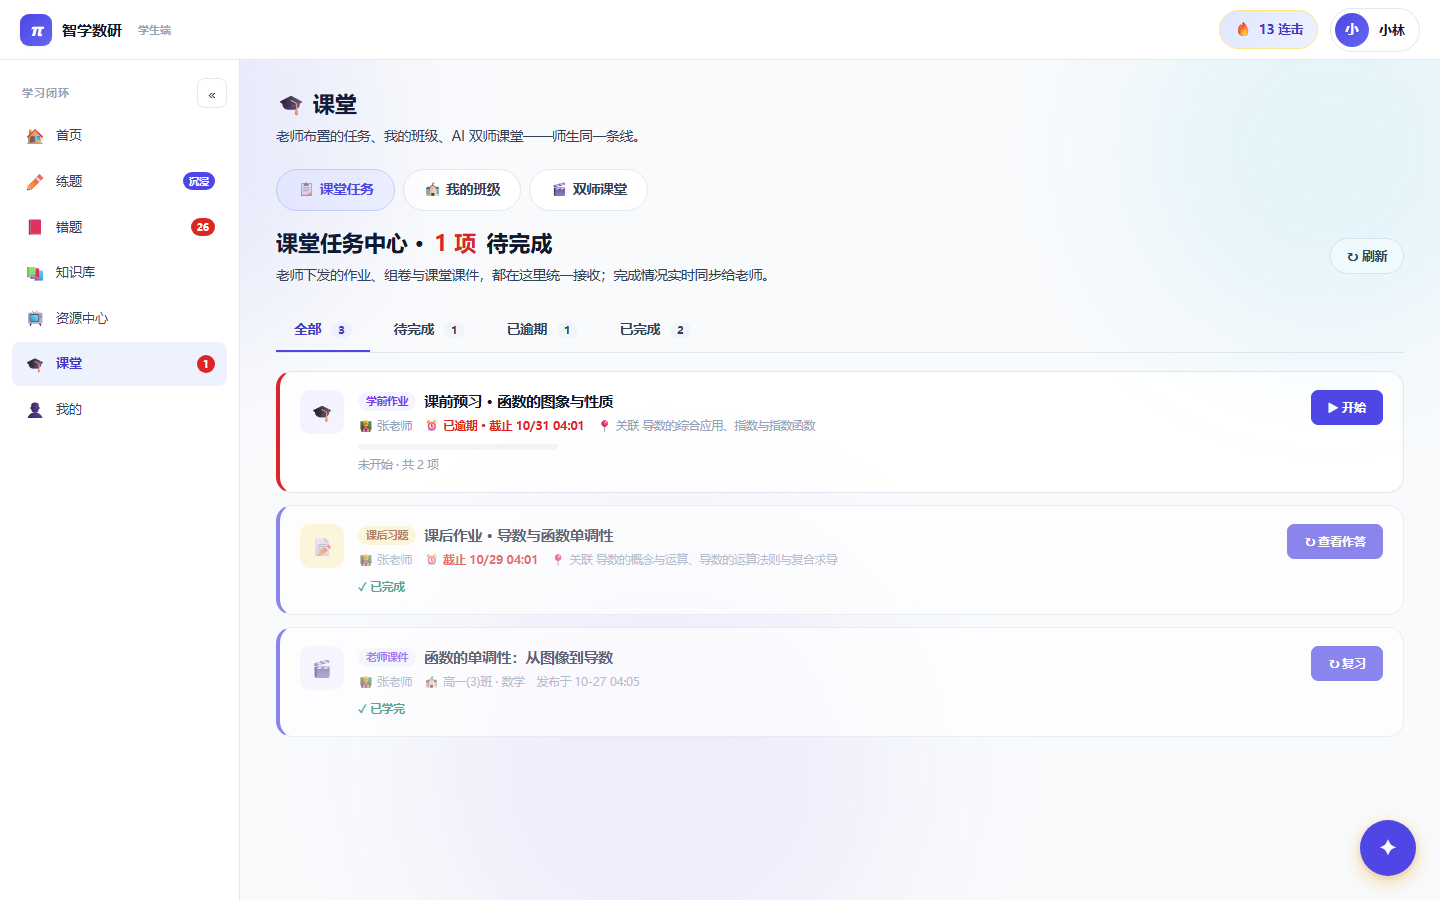 π 智学数研 学生端
13 连击
小 小林
学习闭环 «
首页
练题 沉浸
错题 26
知识库
资源中心
课堂 1
我的
课堂
老师布置的任务、我的班级、AI 双师课堂——师生同一条线。
课堂任务 我的班级 双师课堂
课堂任务中心 • 1 项 待完成
老师下发的作业、组卷与课堂课件，都在这里统一接收；完成情况实时同步给老师。
↻ 刷新
全部 3 待完成 1 已逾期 1 已完成 2
学前作业 课前预习 • 函数的图象与性质
张老师 已逾期 • 截止 10/31 04:01 关联 导数的综合应用、指数与指数函数
未开始 · 共 2 项
▶ 开始
课后习题 课后作业 • 导数与函数单调性
张老师 截止 10/29 04:01 关联 导数的概念与运算、导数的运算法则与复合求导
✓ 已完成
↻ 查看作答
老师课件 函数的单调性：从图像到导数
张老师 高一(3)班 · 数学 发布于 10-27 04:05
✓ 已学完
↻ 复习